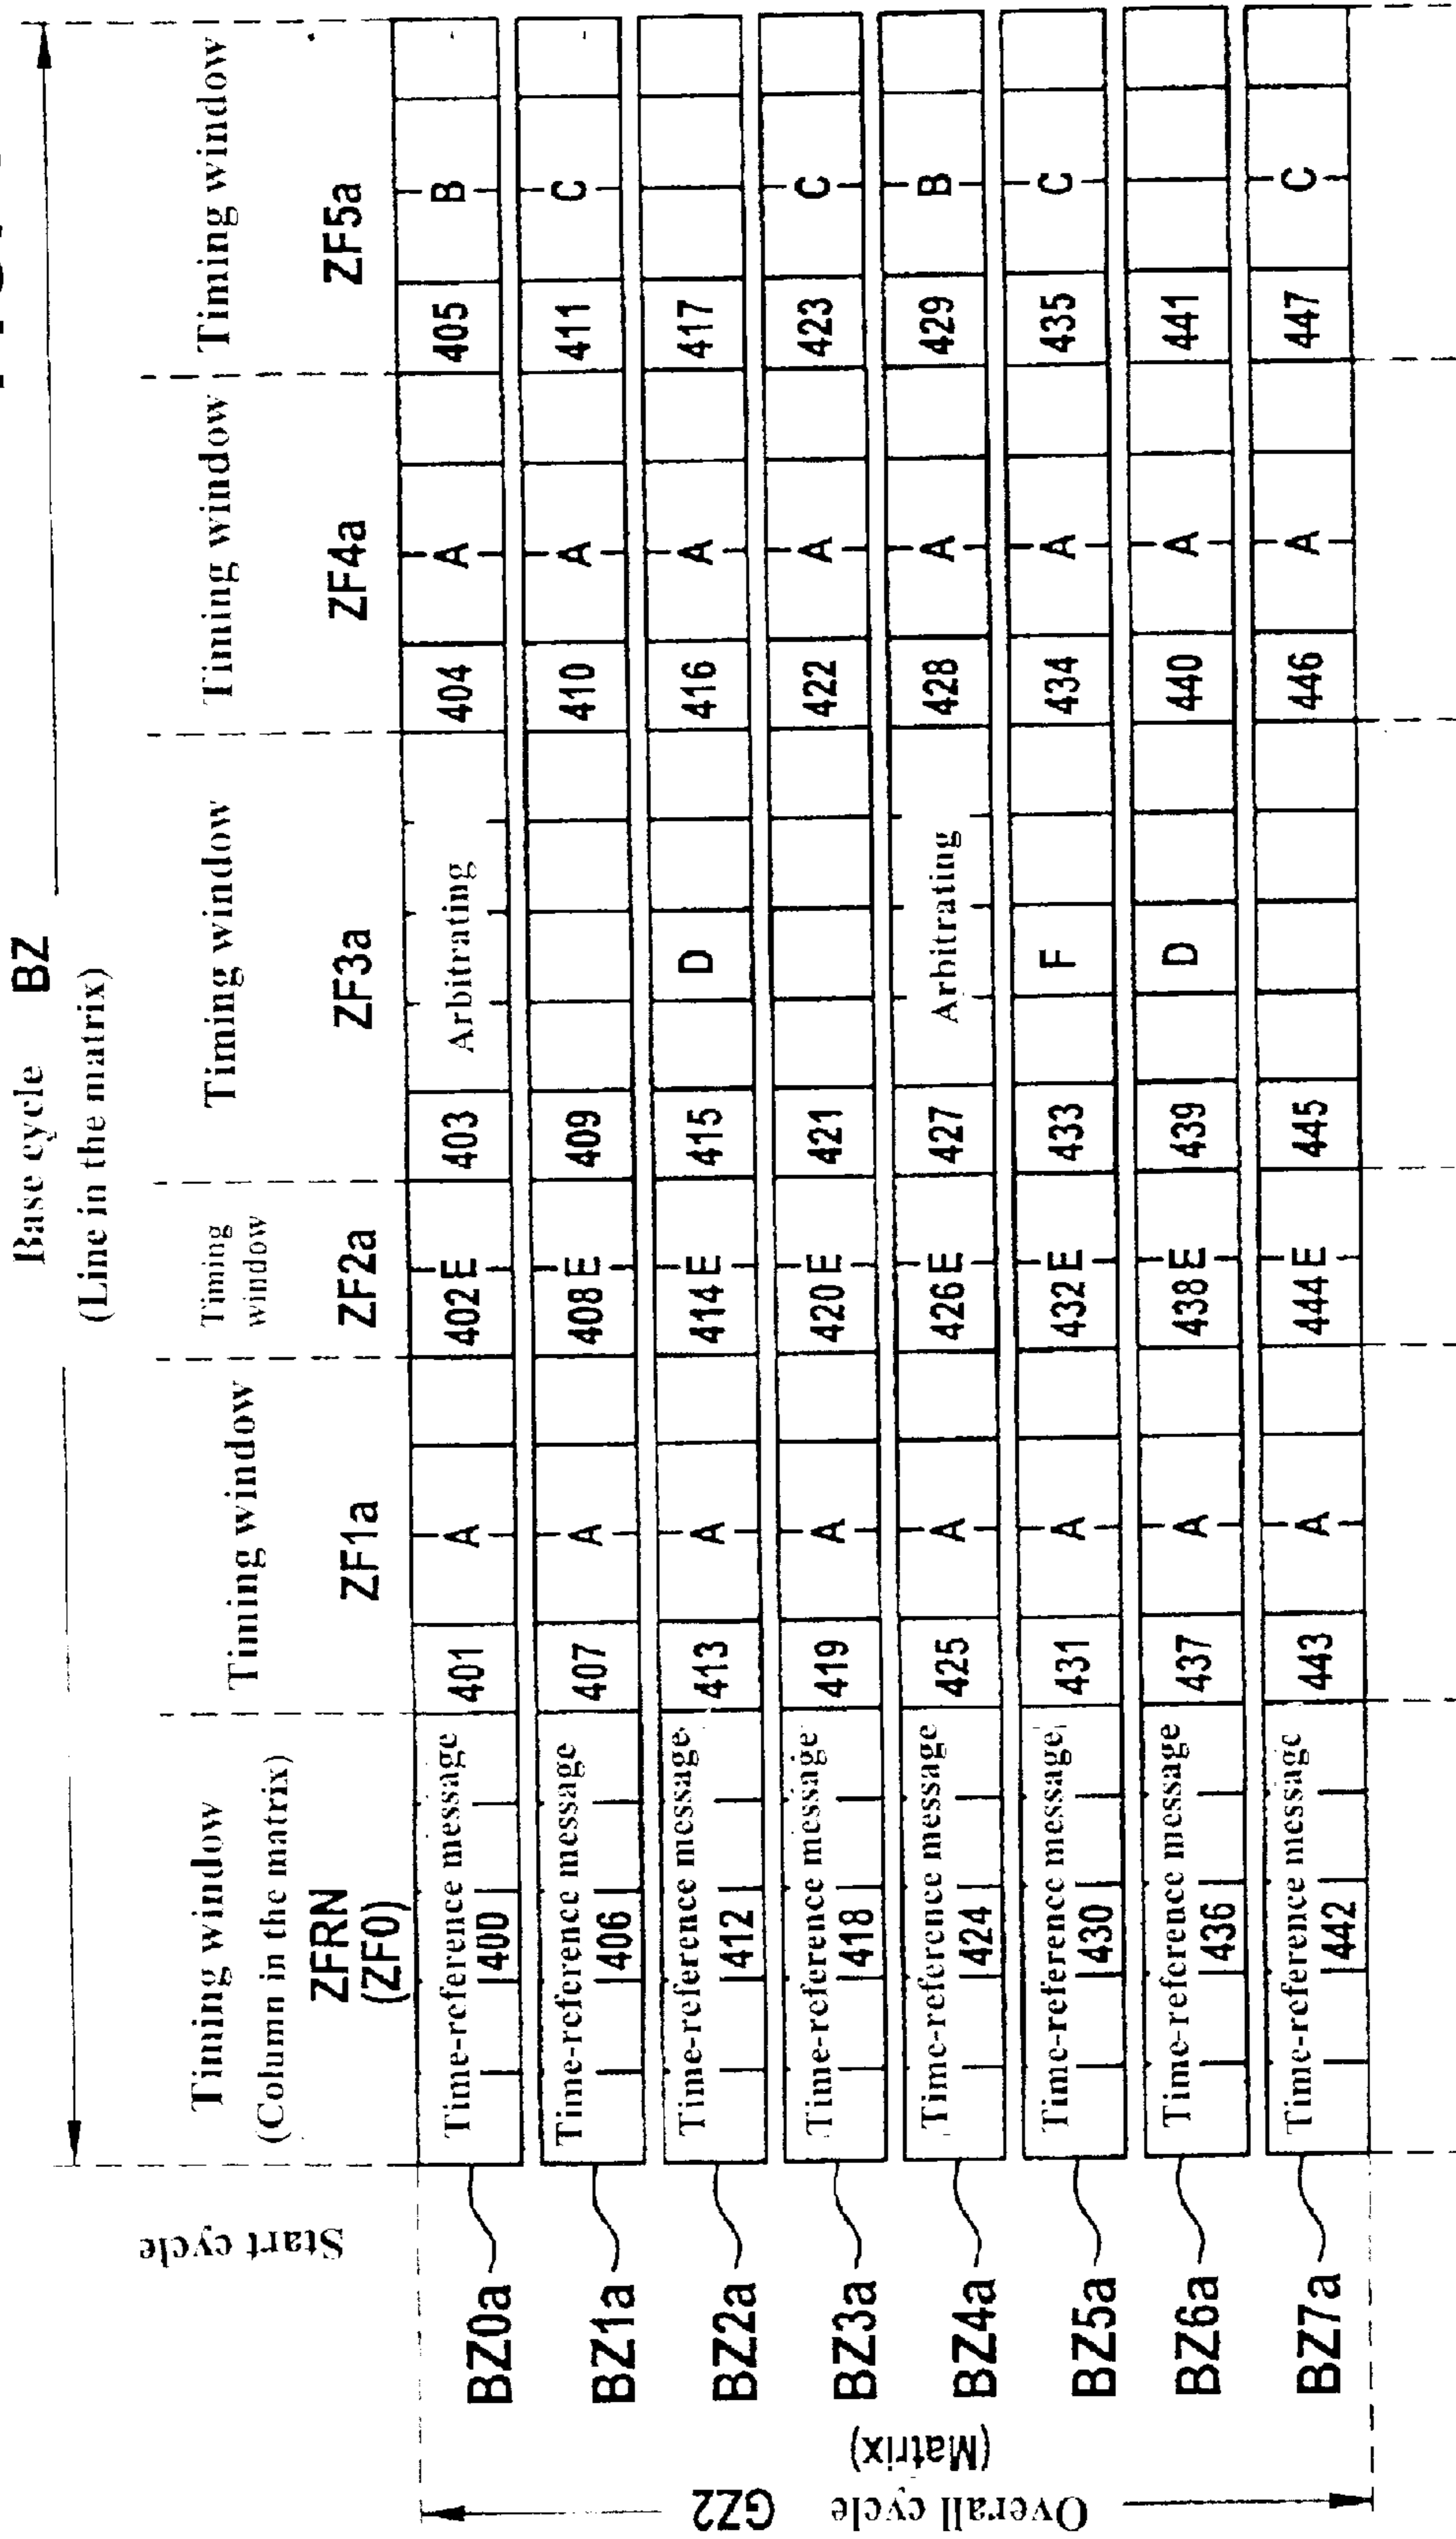 Base cycle BZ
(Line in the matrix)
Timing window
(Column in the matrix)
Timing window
Timing window
Timing window
Timing window
Timing window
ZFRN
(ZF0)
ZF1a
ZF2a
ZF3a
ZF4a
ZF5a
Start cycle
BZ0a Time-reference message 400 401 A 402 E 403 Arbitrating 404 A 405 B
BZ1a Time-reference message 406 407 A 408 E 409 410 A 411 C
BZ2a Time-reference message 412 413 A 414 E 415 D 416 A 417
BZ3a Time-reference message 418 419 A 420 E 421 422 A 423 C
BZ4a Time-reference message 424 425 A 426 E 427 Arbitrating 428 A 429 B
BZ5a Time-reference message 430 431 A 432 E 433 F 434 A 435 C
BZ6a Time-reference message 436 437 A 438 E 439 D 440 A 441
BZ7a Time-reference message 442 443 A 444 E 445 446 A 447 C
Overall cycle GZ2
(Matrix)